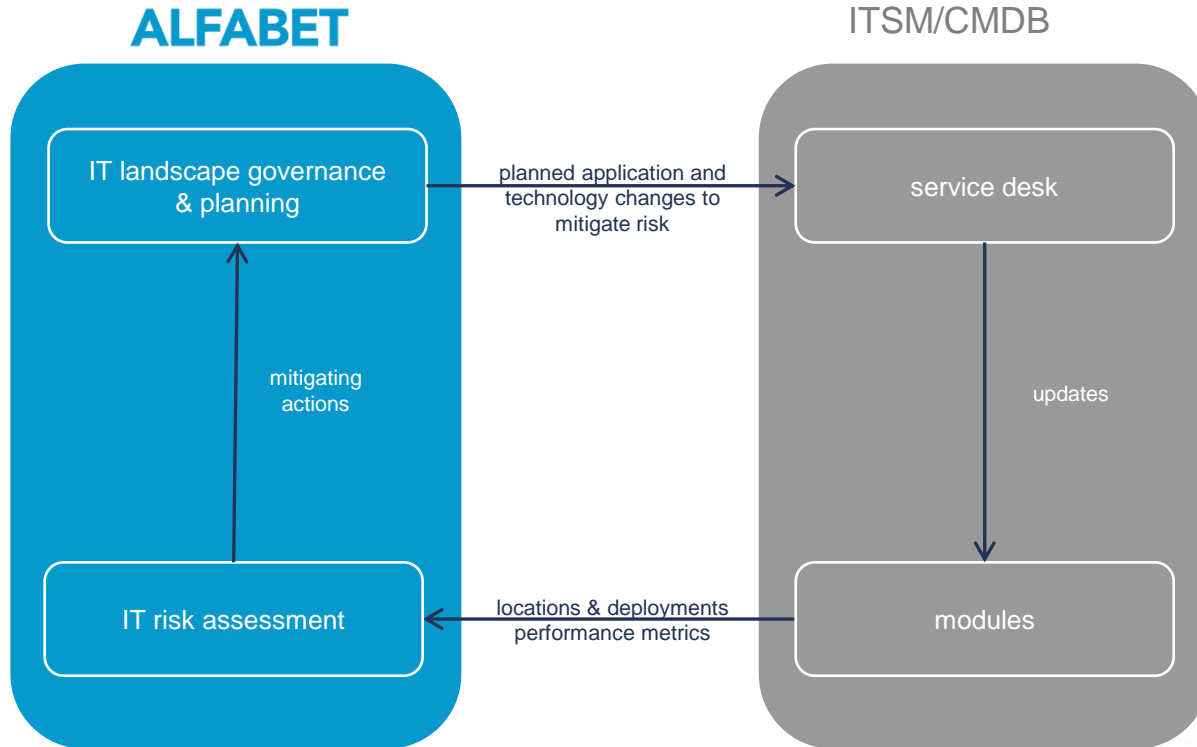 ALFABET
ITSM/CMDB
IT landscape governance
& planning
planned application and
technology changes to
mitigate risk
service desk
mitigating
actions
updates
IT risk assessment
locations & deployments
performance metrics
modules